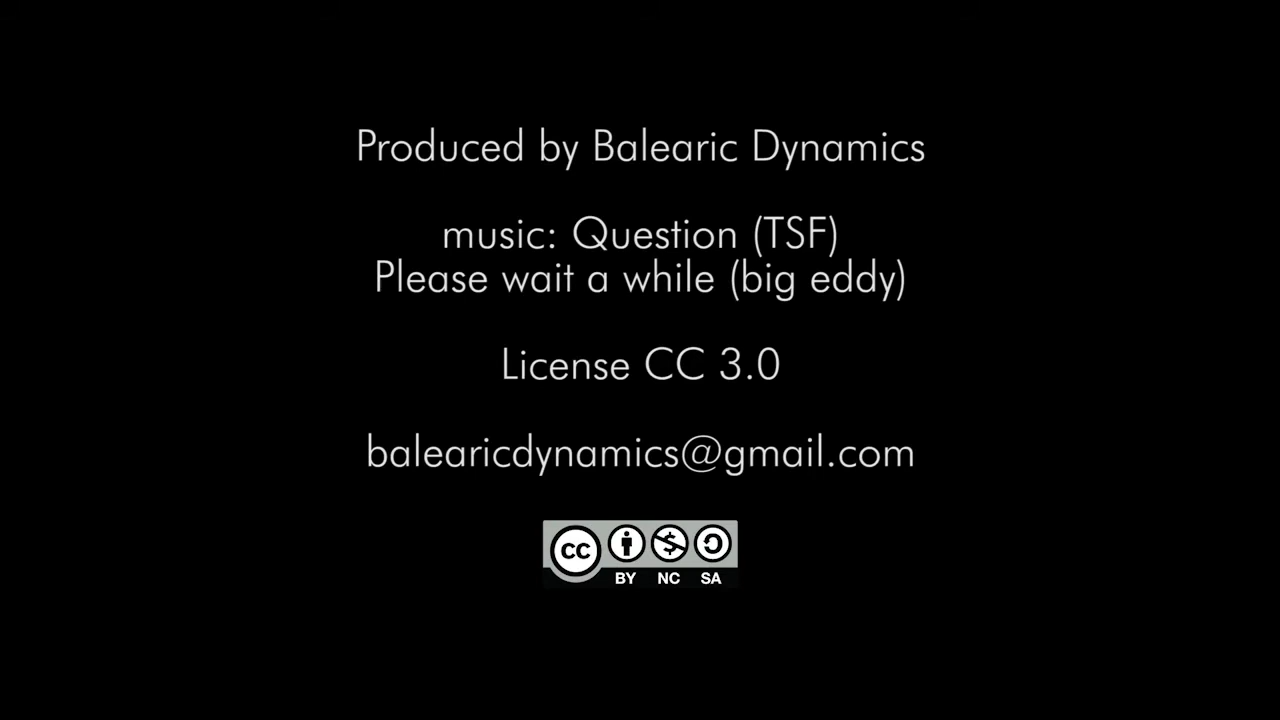 Produced by Balearic Dynamics
music: Question (TSF)
Please wait a while (big eddy)
License CC 3.0
balearicdynamics@gmail.com
cc
BY NC SA